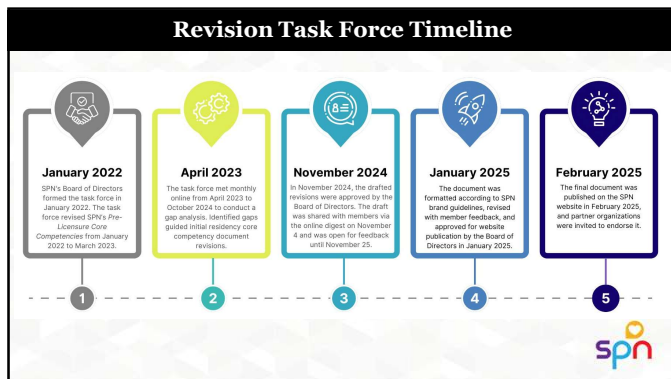 Revision Task Force Timeline
January 2022
SPN's Board of Directors
formed the task force in
January 2022. The task
force revised SPN's Pre-
Licensure Core
Competencies from January
2022 to March 2023.
April 2023
The task force met monthly
online from April 2023 to
October 2024 to conduct a
gap analysis. Identified gaps
guided initial residency core
competency document
revisions.
November 2024
In November 2024, the drafted
revisions were approved by the
Board of Directors. The draft
was shared with members via
the online digest on November
4 and was open for feedback
until November 25.
January 2025
The document was
formatted according to SPN
brand guidelines, revised
with member feedback, and
approved for website
publication by the Board of
Directors in January 2025.
February 2025
The final document was
published on the SPN
website in February 2025,
and partner organizations
were invited to endorse it.
1
2
3
4
5
spn